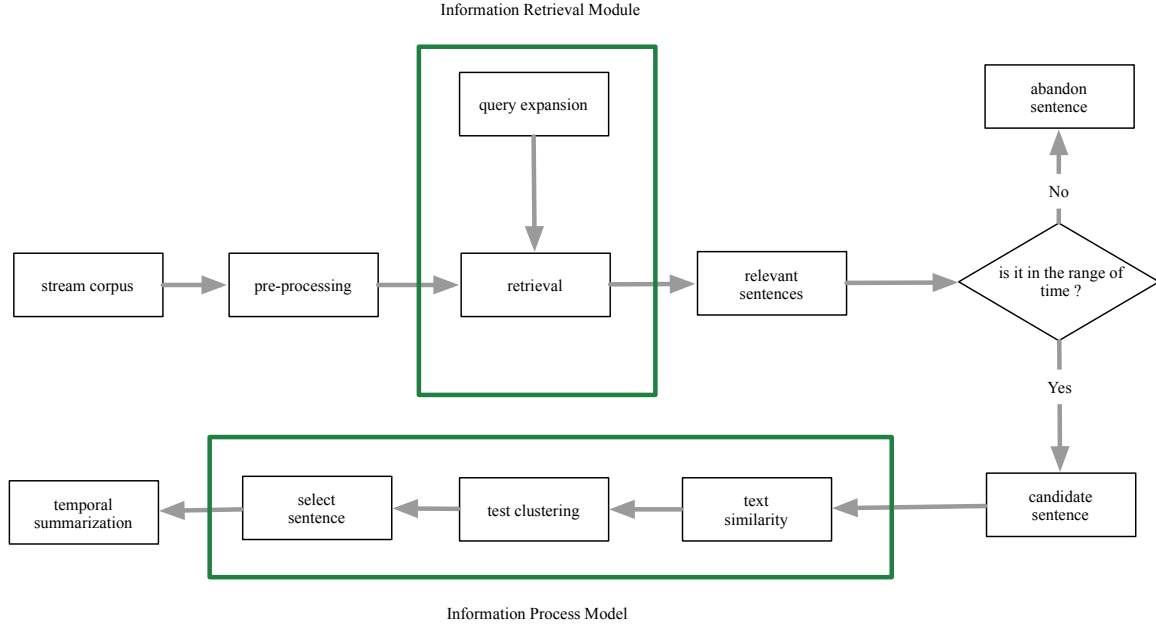 Information Retrieval Module
query expansion
abandon
sentence
No
stream corpus
pre-processing
retrieval
relevant
sentences
is it in the range of
time ?
Yes
temporal
summarization
select
sentence
test clustering
text
similarity
candidate
sentence
Information Process Model